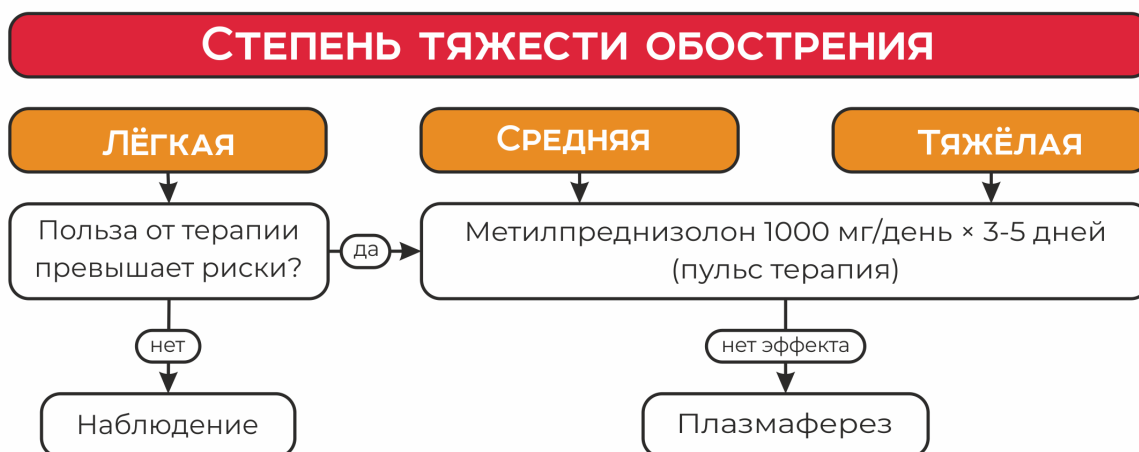 Степень тяжести обострения
Лёгкая
Средняя
Тяжёлая
Польза от терапии
превышает риски?
да
Метилпреднизолон 1000 мг/день × 3-5 дней
(пульс терапия)
нет
нет эффекта
Наблюдение
Плазмаферез